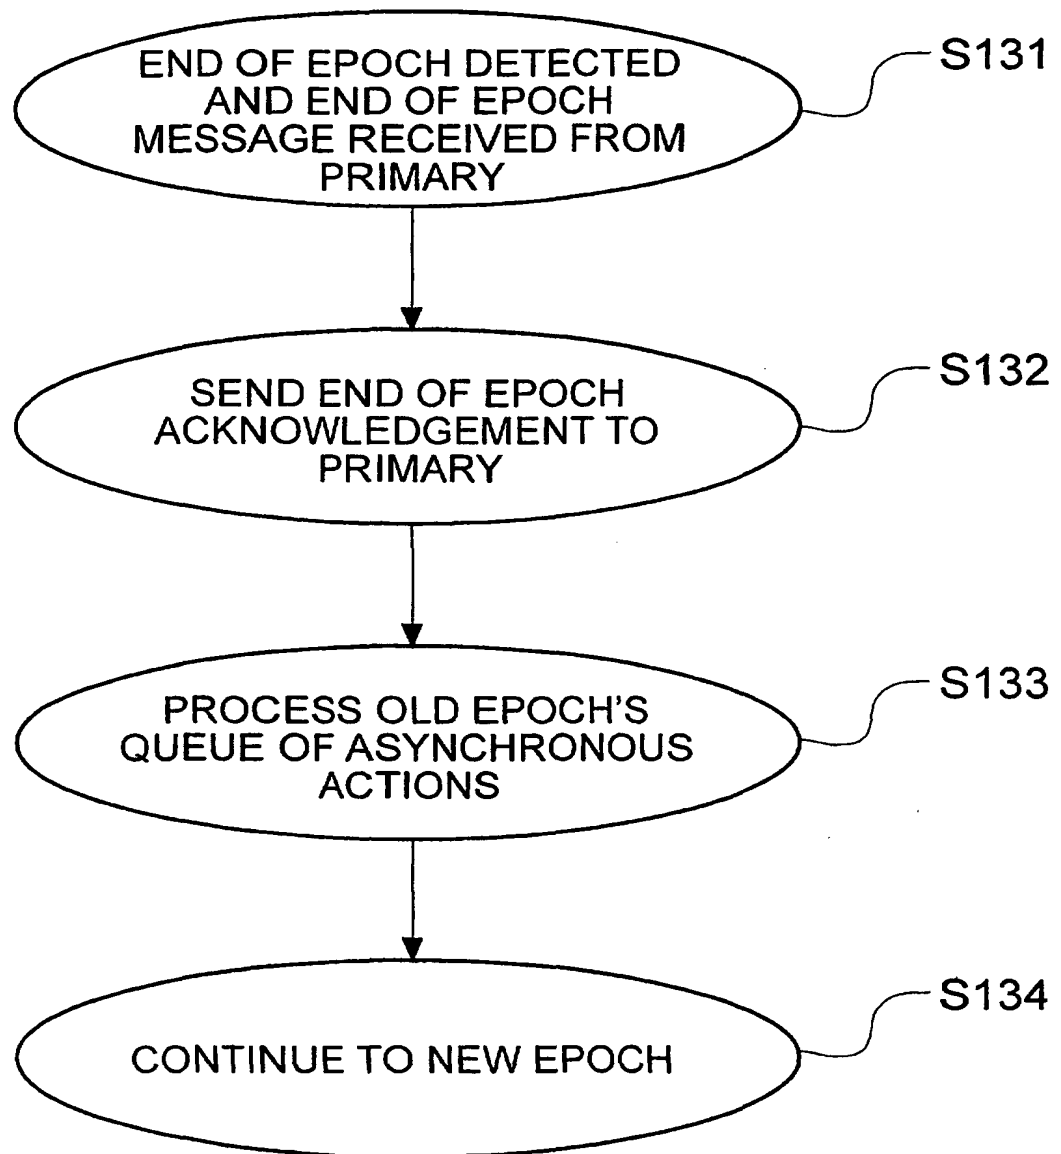 END OF EPOCH DETECTED
AND END OF EPOCH
MESSAGE RECEIVED FROM
PRIMARY
S131
SEND END OF EPOCH
ACKNOWLEDGEMENT TO
PRIMARY
S132
PROCESS OLD EPOCH'S
QUEUE OF ASYNCHRONOUS
ACTIONS
S133
CONTINUE TO NEW EPOCH
S134